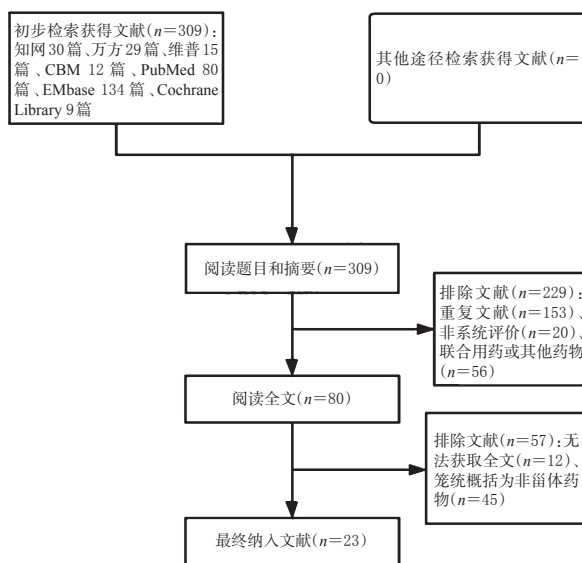 初步检索获得文献(n=309)：
知网30篇、万方29篇、维普15
篇、CBM 12 篇、PubMed 80
篇、EMbase 134 篇、Cochrane
Library 9篇
其他途径检索获得文献(n=
0)
阅读题目和摘要(n=309)
排除文献(n=229)：
重复文献(n=153)、
非系统评价(n=20)、
联合用药或其他药物
(n=56)
阅读全文(n=80)
排除文献(n=57)：无
法获取全文(n=12)、
笼统概括为非甾体药
物(n=45)
最终纳入文献(n=23)